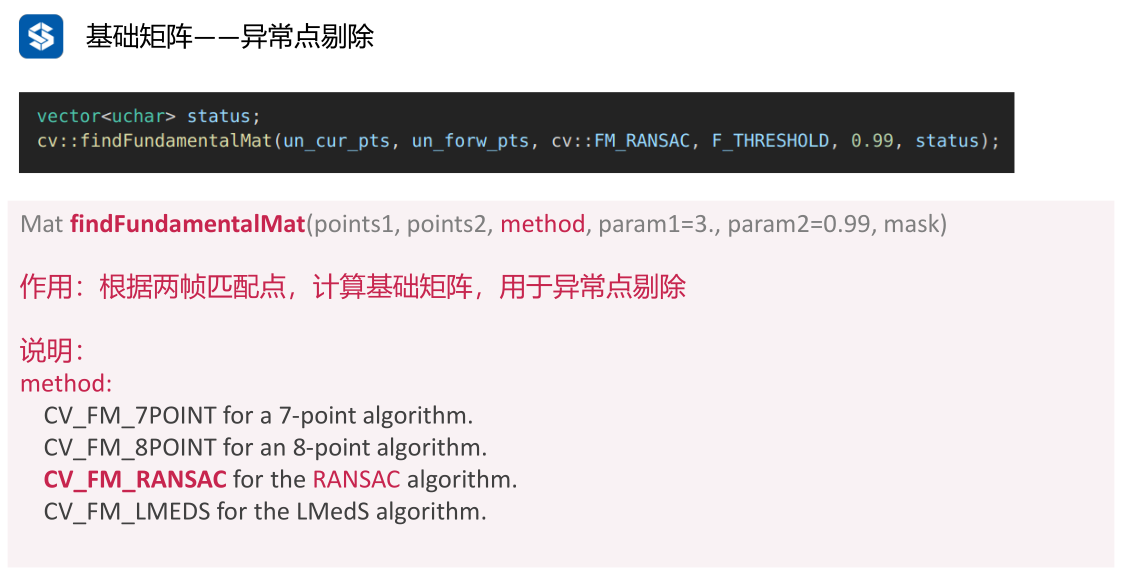 基础矩阵——异常点剔除
vector<uchar> status;
cv::findFundamentalMat(un_cur_pts, un_forw_pts, cv::FM_RANSAC, F_THRESHOLD, 0.99, status);
Mat findFundamentalMat(points1, points2, method, param1=3., param2=0.99, mask)
作用：根据两帧匹配点，计算基础矩阵，用于异常点剔除
说明：
method:
CV_FM_7POINT for a 7-point algorithm.
CV_FM_8POINT for an 8-point algorithm.
CV_FM_RANSAC for the RANSAC algorithm.
CV_FM_LMEDS for the LMedS algorithm.